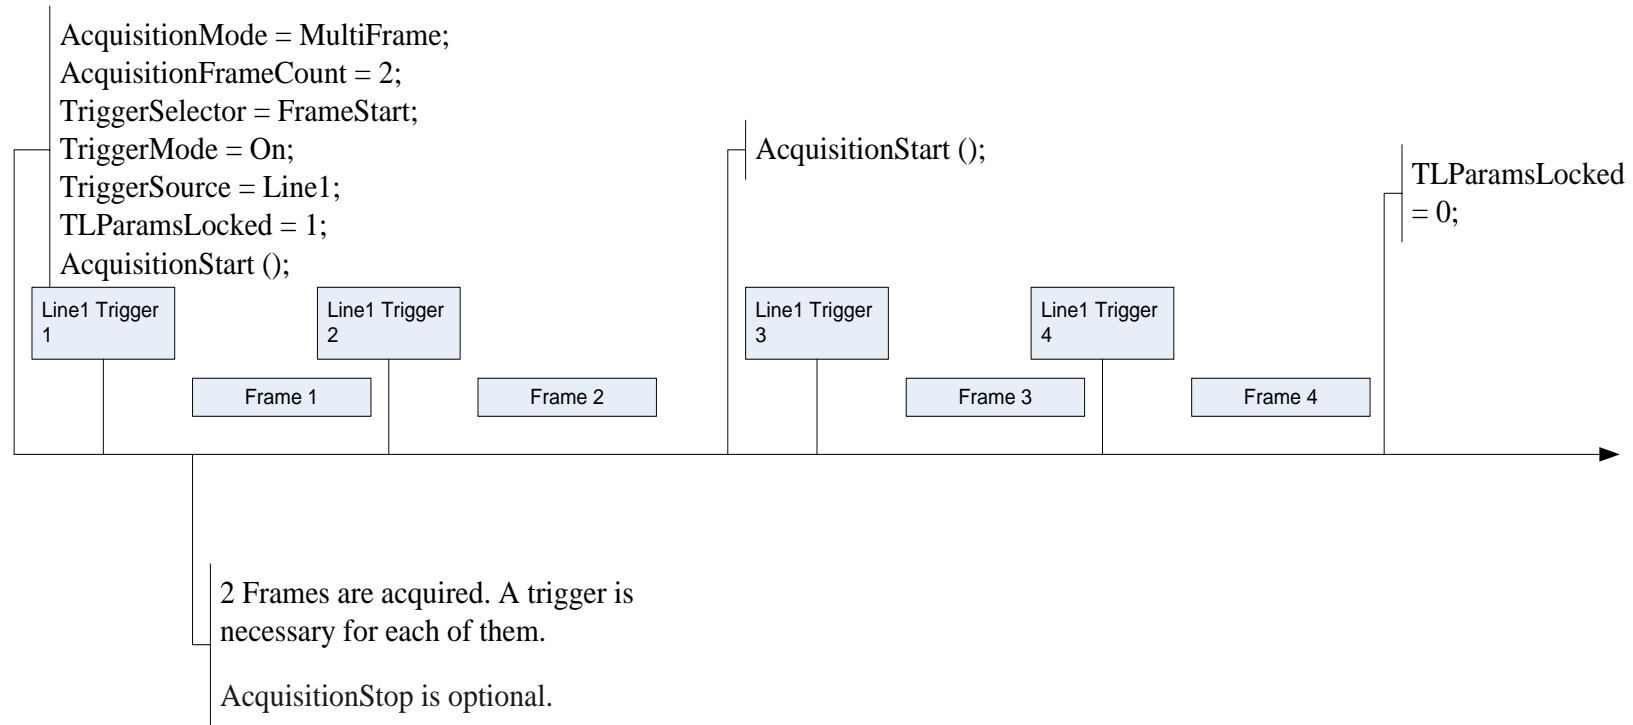 AcquisitionMode = MultiFrame;
AcquisitionFrameCount = 2;
TriggerSelector = FrameStart;
TriggerMode = On;
TriggerSource = Line1;
TLParamsLocked = 1;
AcquisitionStart ();
AcquisitionStart ();
TLParamsLocked
= 0;
Line1 Trigger
1
Line1 Trigger
2
Line1 Trigger
3
Line1 Trigger
4
Frame 1
Frame 2
Frame 3
Frame 4
2 Frames are acquired. A trigger is
necessary for each of them.
AcquisitionStop is optional.